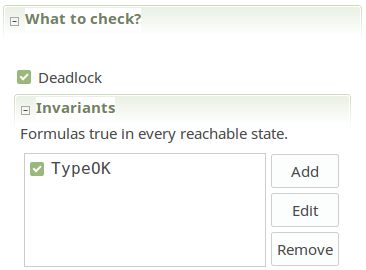 What to check?
Deadlock
Invariants
Formulas true in every reachable state.
TypeOK
Add
Edit
Remove